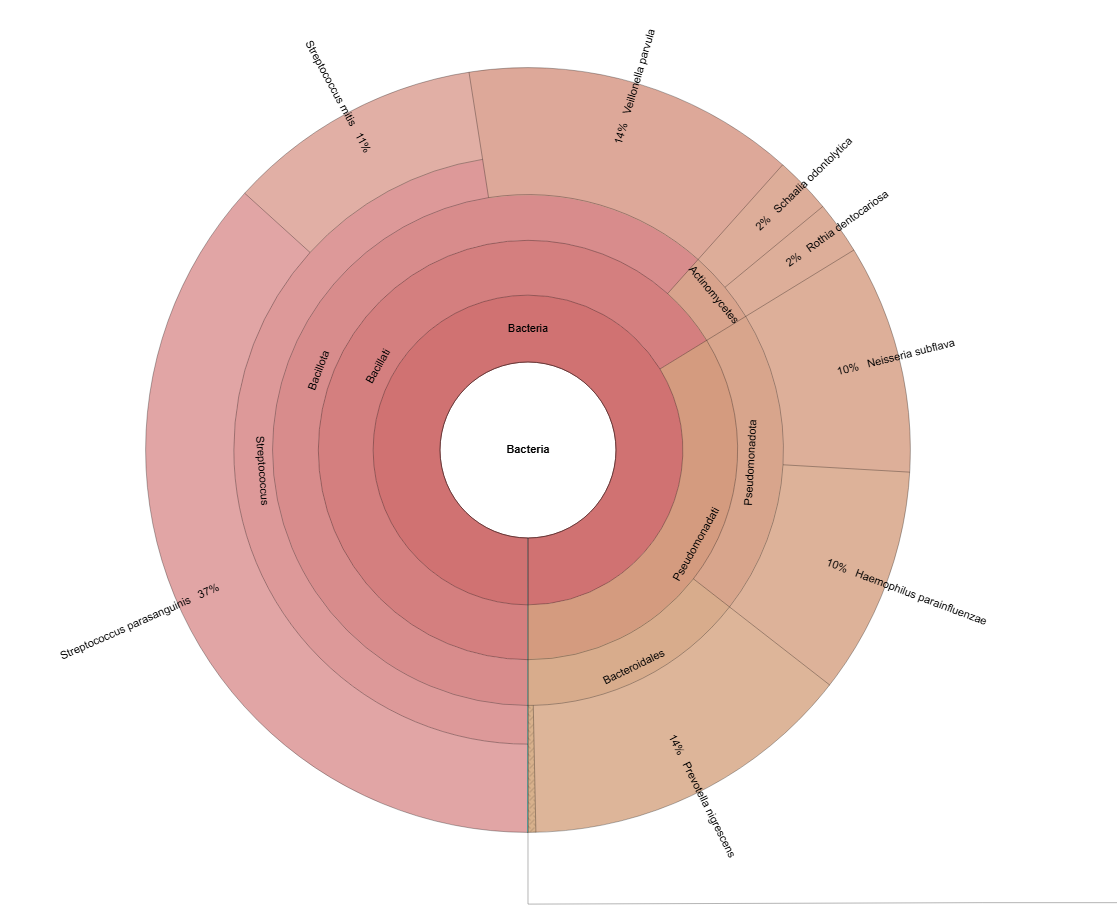 Streptococcus mitis 11%
14% Veillonella parvula
2% Schaalia odontolytica
2% Rothia dentocariosa
Actinomycetes
Bacteria
Bacillota
Bacillati
10% Neisseria subflava
Streptococcus
Bacteria
Pseudomonadota
Pseudomonadati
10% Haemophilus parainfluenzae
Streptococcus parasanguinis 37%
Bacteroidales
14% Prevotella nigrescens